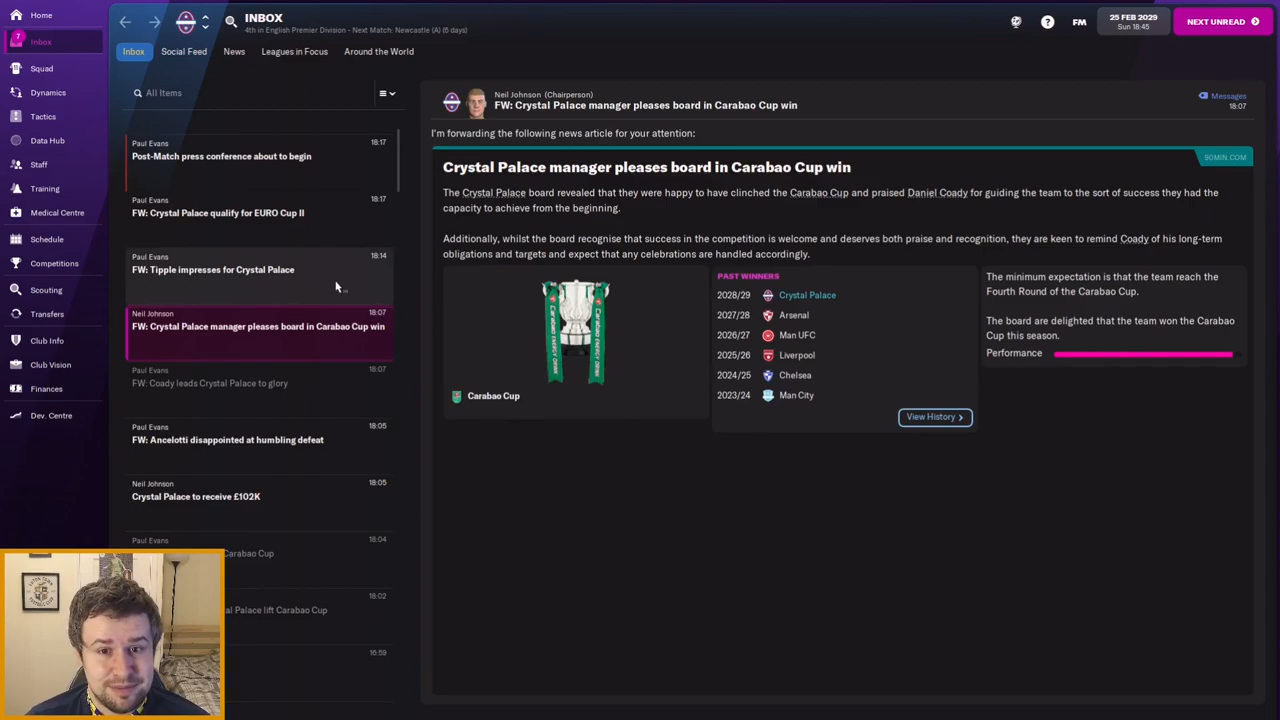 Home
7
Inbox
Squad
Dynamics
Tactics
Data Hub
Staff
Training
Medical Centre
Schedule
Competitions
Scouting
Transfers
Club Info
Club Vision
Finances
Dev. Centre
INBOX
4th in English Premier Division - Next Match: Newcastle (A) (6 days)
?
FM
25 FEB 2029
Sun 18:45
NEXT UNREAD
Inbox
Social Feed
News
Leagues in Focus
Around the World
All Items
Paul Evans 18:17
Post-Match press conference about to begin
Paul Evans 18:17
FW: Crystal Palace qualify for EURO Cup II
Paul Evans 18:14
FW: Tipple impresses for Crystal Palace
Neil Johnson 18:07
FW: Crystal Palace manager pleases board in Carabao Cup win
Paul Evans 18:07
FW: Coady leads Crystal Palace to glory
Paul Evans 18:05
FW: Ancelotti disappointed at humbling defeat
Neil Johnson 18:05
Crystal Palace to receive £102K
Paul Evans 18:04
Carabao Cup
18:02
Palace lift Carabao Cup
16:59
Neil Johnson (Chairperson)
FW: Crystal Palace manager pleases board in Carabao Cup win
Messages
18:07
I'm forwarding the following news article for your attention:
90MIN.COM
Crystal Palace manager pleases board in Carabao Cup win
The Crystal Palace board revealed that they were happy to have clinched the Carabao Cup and praised Daniel Coady for guiding the team to the sort of success they had the
capacity to achieve from the beginning.
Additionally, whilst the board recognise that success in the competition is welcome and deserves both praise and recognition, they are keen to remind Coady of his long-term
obligations and targets and expect that any celebrations are handled accordingly.
Carabao Cup
PAST WINNERS
2028/29 Crystal Palace
2027/28 Arsenal
2026/27 Man UFC
2025/26 Liverpool
2024/25 Chelsea
2023/24 Man City
View History
The minimum expectation is that the team reach the
Fourth Round of the Carabao Cup.
The board are delighted that the team won the Carabao
Cup this season.
Performance